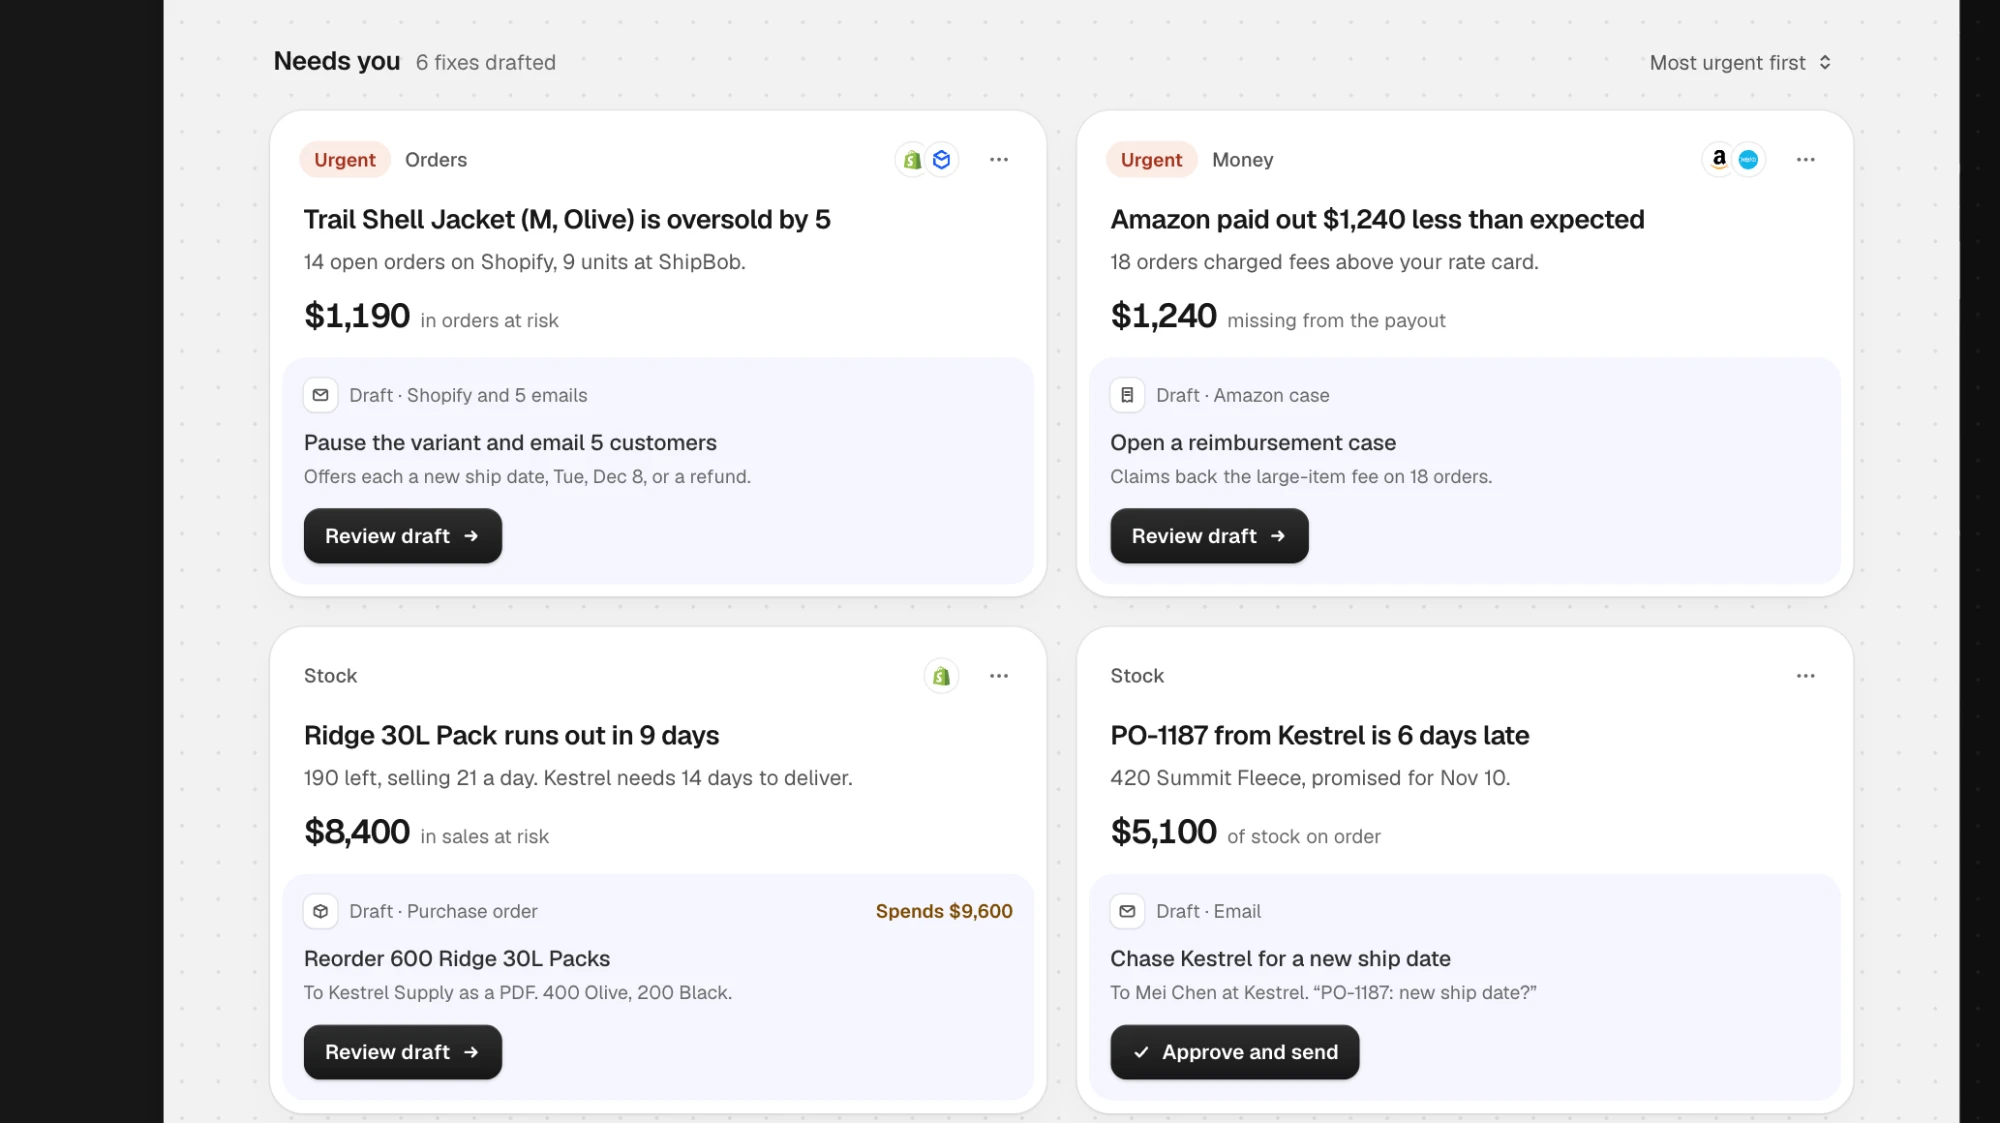 Needs you 6 fixes drafted
Most urgent first
Urgent Orders
Trail Shell Jacket (M, Olive) is oversold by 5
14 open orders on Shopify, 9 units at ShipBob.
$1,190 in orders at risk
Draft · Shopify and 5 emails
Pause the variant and email 5 customers
Offers each a new ship date, Tue, Dec 8, or a refund.
Review draft →
Urgent Money
a xero
Amazon paid out $1,240 less than expected
18 orders charged fees above your rate card.
$1,240 missing from the payout
Draft · Amazon case
Open a reimbursement case
Claims back the large-item fee on 18 orders.
Review draft →
Stock
Ridge 30L Pack runs out in 9 days
190 left, selling 21 a day. Kestrel needs 14 days to deliver.
$8,400 in sales at risk
Draft · Purchase order
Spends $9,600
Reorder 600 Ridge 30L Packs
To Kestrel Supply as a PDF. 400 Olive, 200 Black.
Review draft →
Stock
PO-1187 from Kestrel is 6 days late
420 Summit Fleece, promised for Nov 10.
$5,100 of stock on order
Draft · Email
Chase Kestrel for a new ship date
To Mei Chen at Kestrel. “PO-1187: new ship date?”
✓ Approve and send